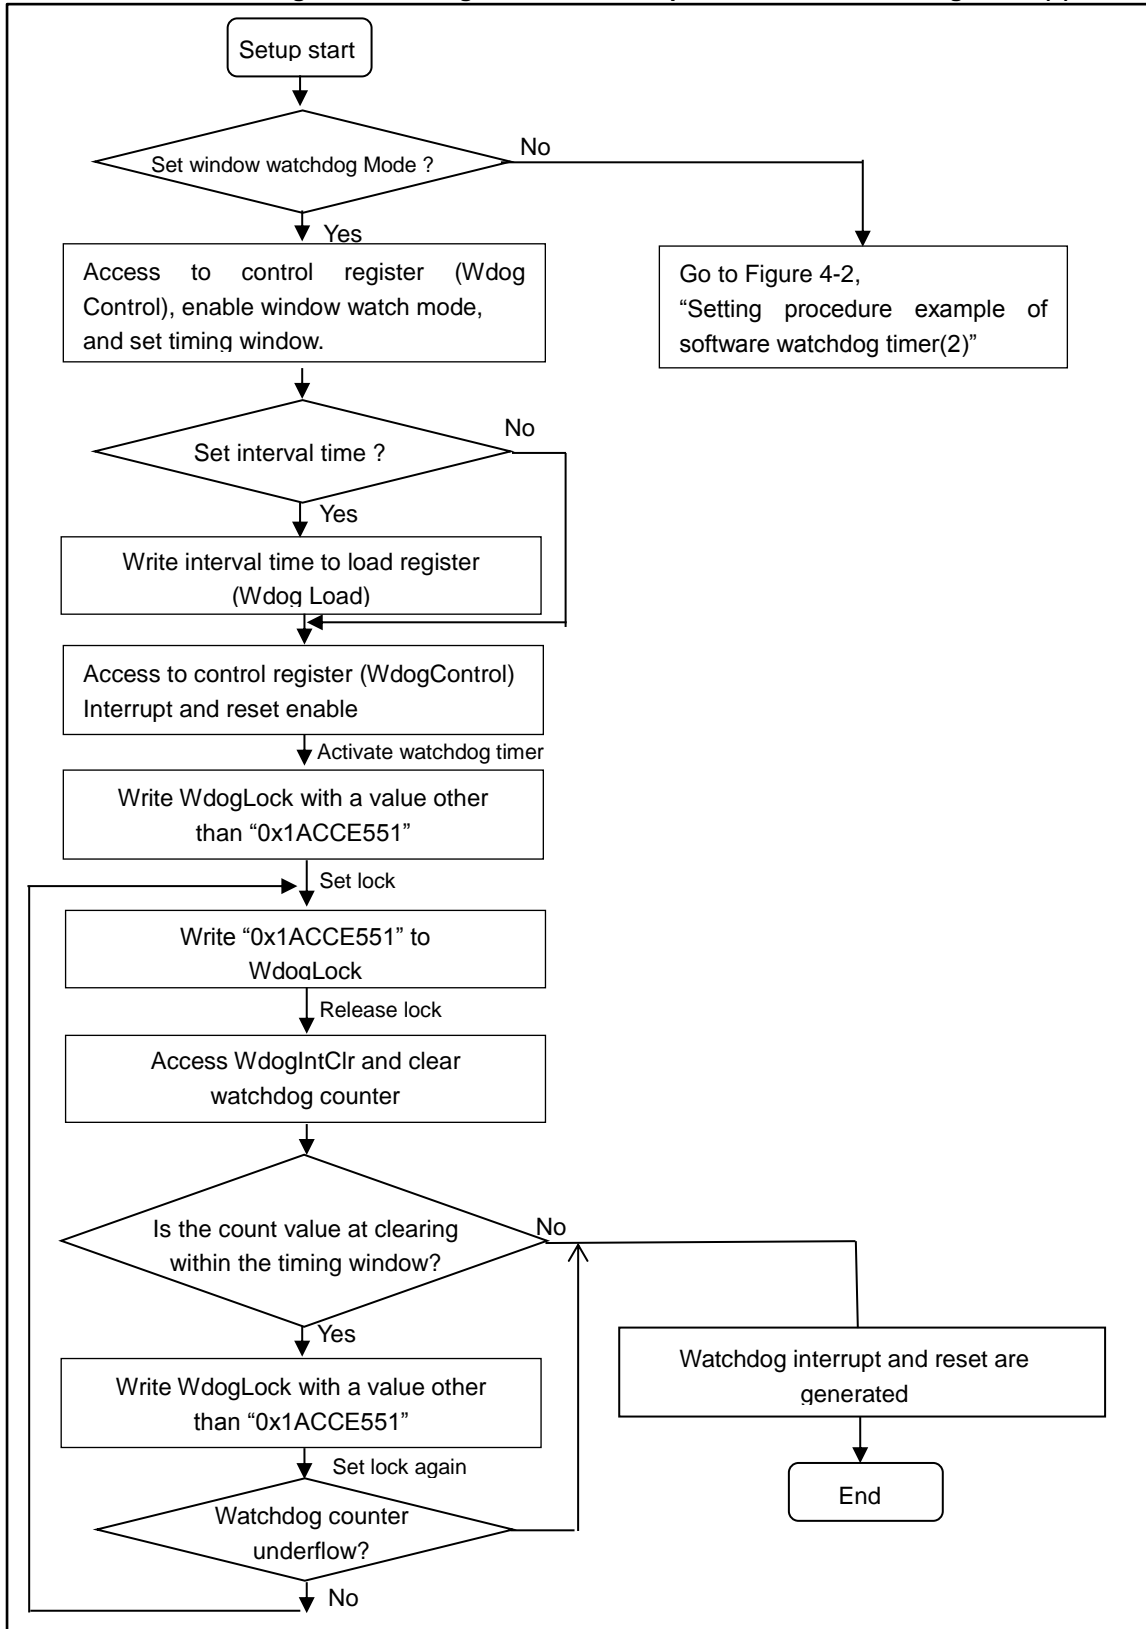 Setup start
Set window watchdog Mode ?
No
Yes
Access to control register (Wdog
Control), enable window watch mode,
and set timing window.
Go to Figure 4-2,
“Setting procedure example of
software watchdog timer(2)”
Set interval time ?
No
Yes
Write interval time to load register
(Wdog Load)
Access to control register (WdogControl)
Interrupt and reset enable
Activate watchdog timer
Write WdogLock with a value other
than “0x1ACCE551”
Set lock
Write “0x1ACCE551” to
WdogLock
Release lock
Access WdogIntClr and clear
watchdog counter
Is the count value at clearing
within the timing window?
No
Yes
Watchdog interrupt and reset are
generated
Write WdogLock with a value other
than “0x1ACCE551”
Set lock again
End
Watchdog counter
underflow?
No